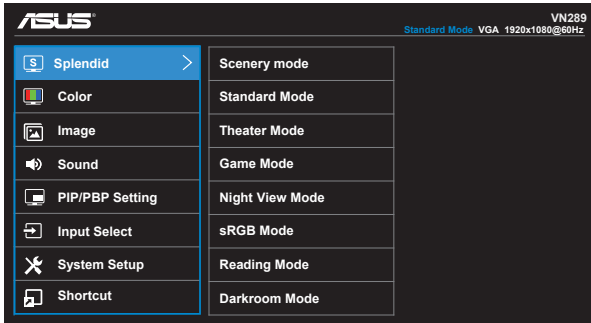 ASUS VN289
Standard Mode VGA 1920x1080@60Hz
S Splendid
Color
Image
Sound
PIP/PBP Setting
Input Select
System Setup
Shortcut
Scenery mode
Standard Mode
Theater Mode
Game Mode
Night View Mode
sRGB Mode
Reading Mode
Darkroom Mode